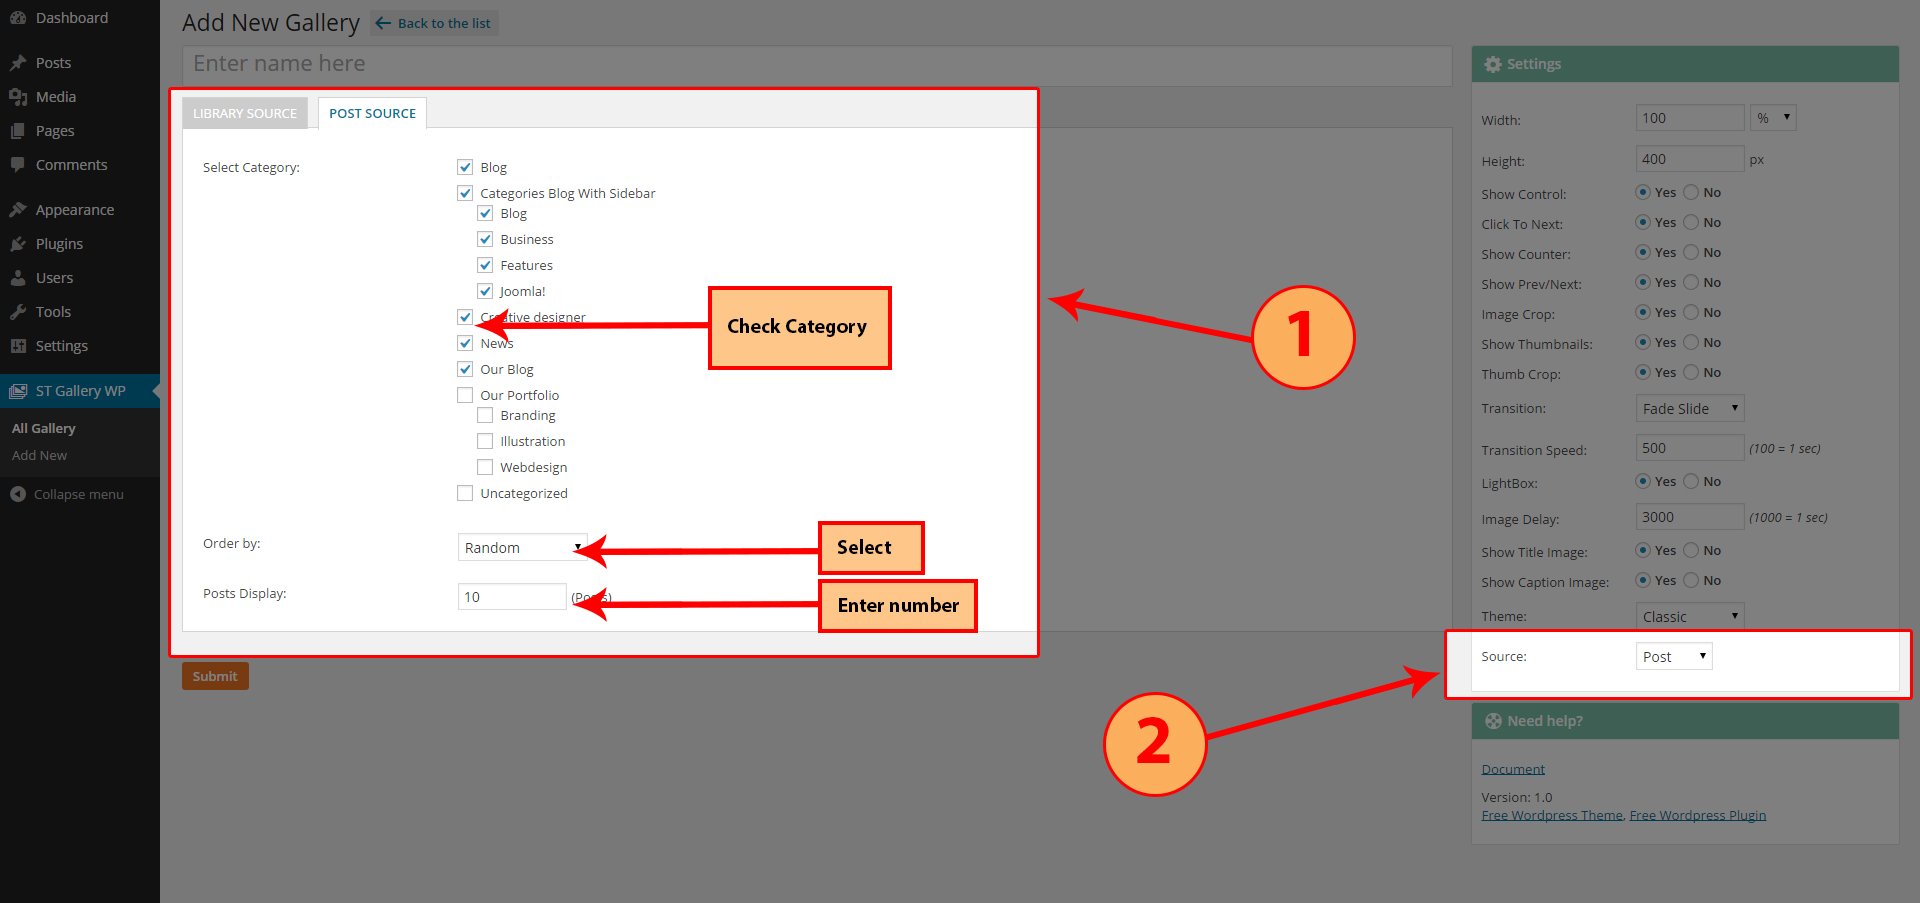 Dashboard
Posts
Media
Pages
Comments
Appearance
Plugins
Users
Tools
Settings
ST Gallery WP
All Gallery
Add New
Collapse menu
Add New Gallery
Back to the list
Enter name here
LIBRARY SOURCE
POST SOURCE
Select Category:
Blog
Categories Blog With Sidebar
Blog
Business
Features
Joomla!
Creative designer
News
Our Blog
Our Portfolio
Branding
Illustration
Webdesign
Uncategorized
Check Category
Order by:
Random
Select
Posts Display:
10
(Posts)
Enter number
Submit
1
2
Settings
Width: 100 %
Height: 400 px
Show Control: Yes No
Click To Next: Yes No
Show Counter: Yes No
Show Prev/Next: Yes No
Image Crop: Yes No
Show Thumbnails: Yes No
Thumb Crop: Yes No
Transition: Fade Slide
Transition Speed: 500 (100 = 1 sec)
LightBox: Yes No
Image Delay: 3000 (1000 = 1 sec)
Show Title Image: Yes No
Show Caption Image: Yes No
Theme: Classic
Source: Post
Need help?
Document
Version: 1.0
Free Wordpress Theme, Free Wordpress Plugin